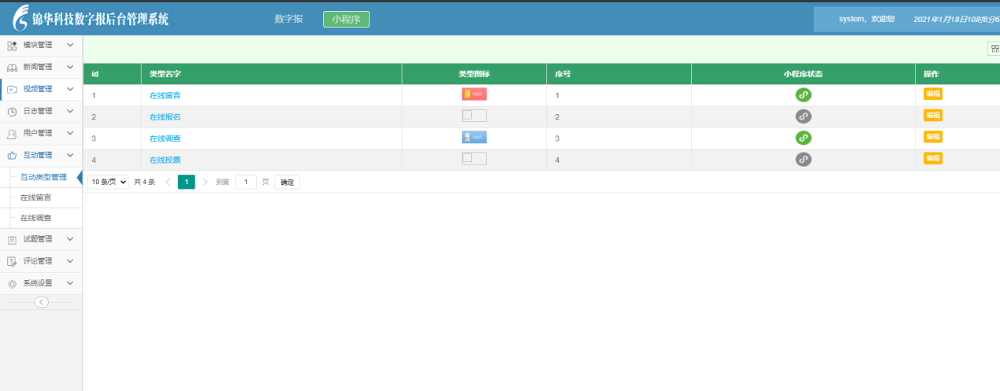 锦华科技数字报后台管理系统
数字报
小程序
system, 欢迎您
2021年1月18日10时8分6
模块管理
新闻管理
视频管理
日志管理
用户管理
互动管理
互动类型管理
在线留言
在线调查
试题管理
评论管理
系统设置
id 类型名字 类型图标 序号 小程序状态 操作
1 在线留言 1 编辑
2 在线报名 2 编辑
3 在线调查 3 编辑
4 在线投票 4 编辑
10 条/页 共 4 条 1 到第 1 页 确定